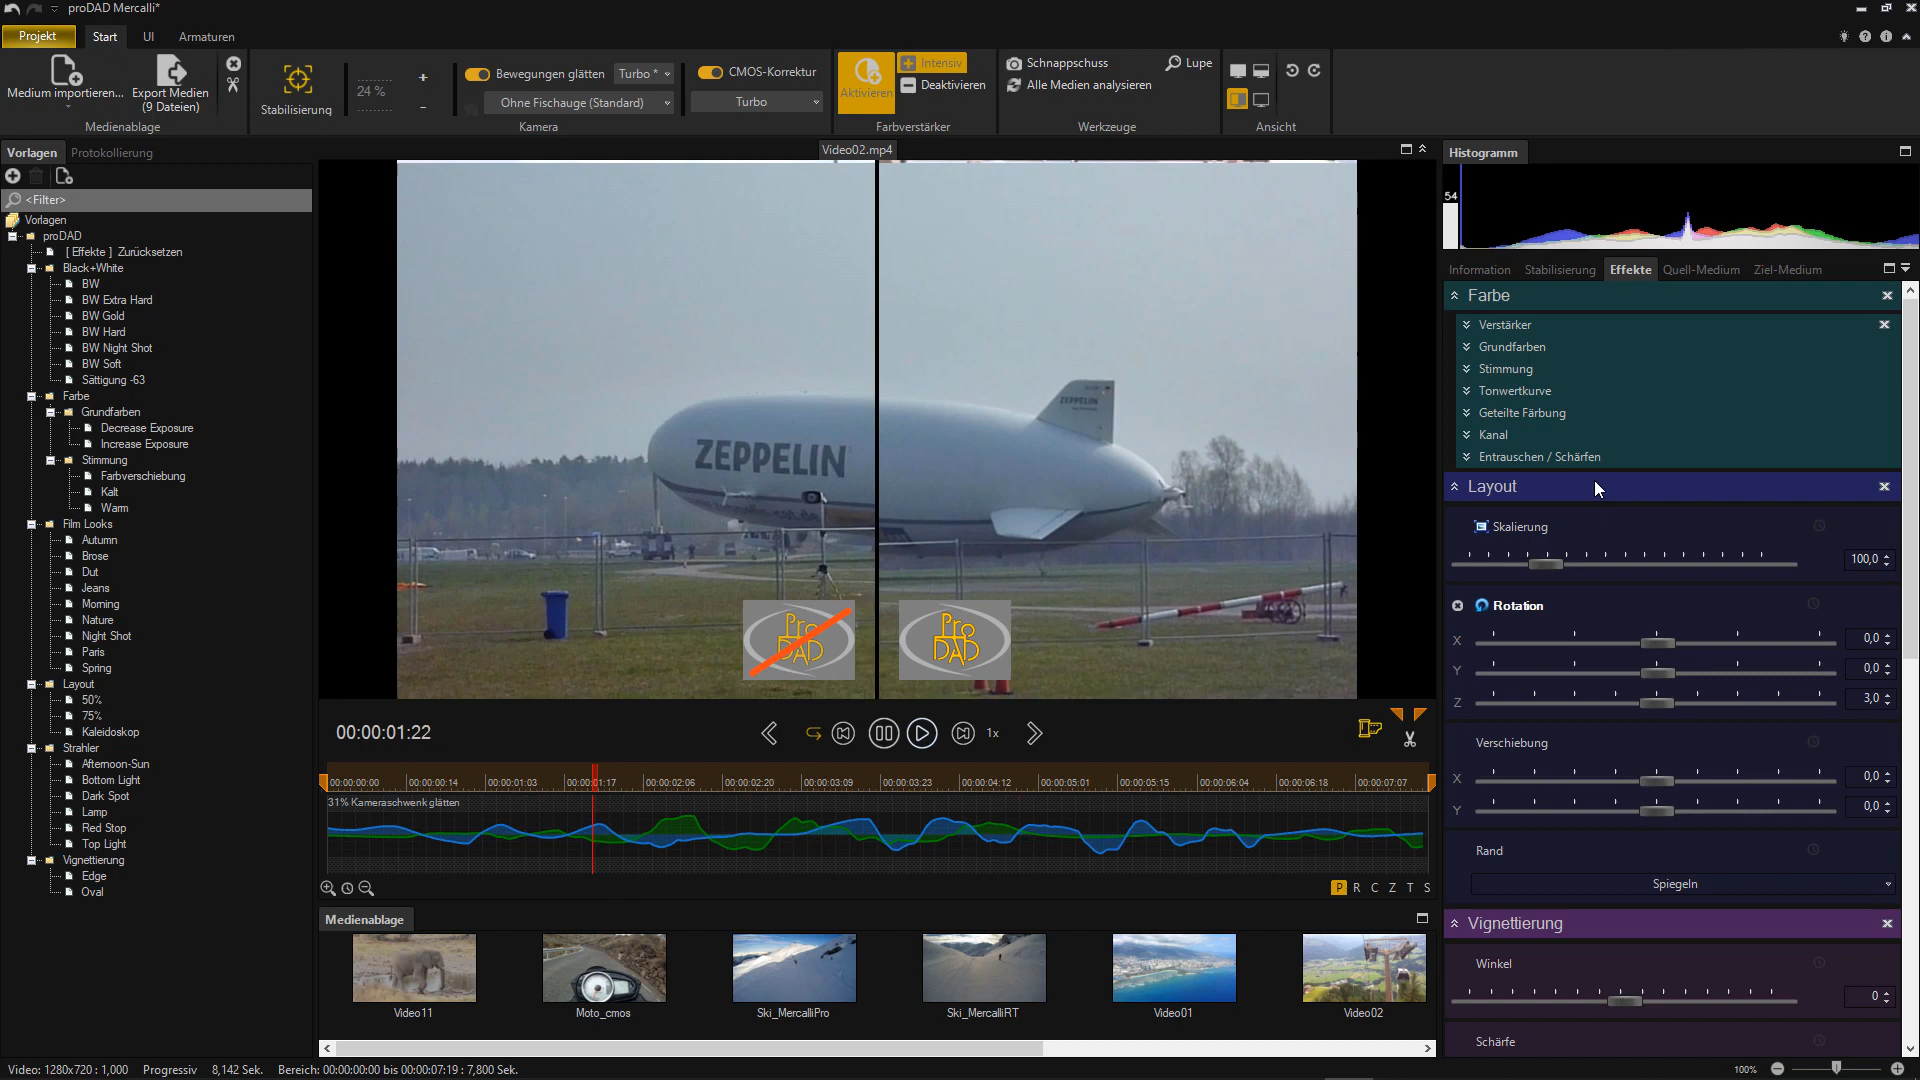 proDAD Mercalli*
Projekt
Start
UI
Armaturen
Medium importieren...
Export Medien
(9 Dateien)
Medienablage
Stabilisierung
24 %
+
-
Bewegungen glätten
Turbo *
Ohne Fischauge (Standard)
Kamera
CMOS-Korrektur
Turbo
Aktivieren
Intensiv
Deaktivieren
Farbverstärker
Schnappschuss
Alle Medien analysieren
Lupe
Werkzeuge
Ansicht
Vorlagen
Protokollierung
<Filter>
Vorlagen
proDAD
[ Effekte ] Zurücksetzen
Black+White
BW
BW Extra Hard
BW Gold
BW Hard
BW Night Shot
BW Soft
Sättigung -63
Farbe
Grundfarben
Decrease Exposure
Increase Exposure
Stimmung
Farbverschiebung
Kalt
Warm
Film Looks
Autumn
Brose
Dut
Jeans
Morning
Nature
Night Shot
Paris
Spring
Layout
50%
75%
Kaleidoskop
Strahler
Afternoon-Sun
Bottom Light
Dark Spot
Lamp
Red Stop
Top Light
Vignettierung
Edge
Oval
Video02.mp4
ZEPPELIN
ZEPPELIN
Pro
DAD
Pro
DAD
00:00:01:22
1x
00:00:00:00
00:00:00:14
00:00:01:03
00:00:01:17
00:00:02:06
00:00:02:20
00:00:03:09
00:00:03:23
00:00:04:12
00:00:05:01
00:00:05:15
00:00:06:04
00:00:06:18
00:00:07:07
31% Kameraschwenk glätten
P R C Z T S
Medienablage
Video11
Moto_cmos
Ski_MercalliPro
Ski_MercalliRT
Video01
Video02
Histogramm
54
Information
Stabilisierung
Effekte
Quell-Medium
Ziel-Medium
Farbe
Verstärker
Grundfarben
Stimmung
Tonwertkurve
Geteilte Färbung
Kanal
Entrauschen / Schärfen
Layout
Skalierung
100,0
Rotation
X
0,0
Y
0,0
Z
3,0
Verschiebung
X
0,0
Y
0,0
Rand
Spiegeln
Vignettierung
Winkel
0
Schärfe
Video: 1280x720 : 1,000
Progressiv
8,142 Sek.
Bereich: 00:00:00:00 bis 00:00:07:19 : 7,800 Sek.
100%